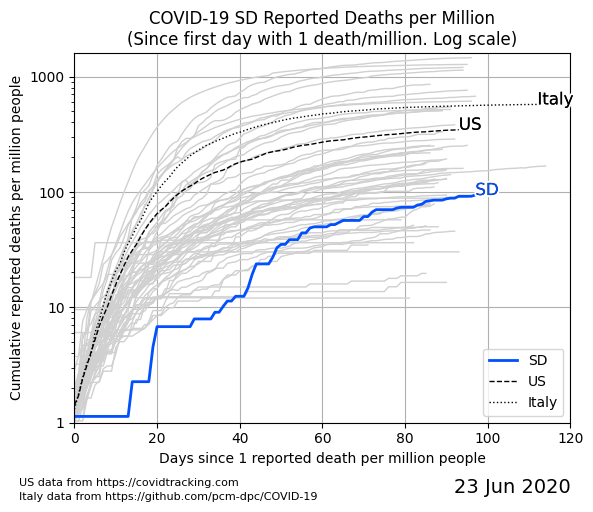 COVID-19 SD Reported Deaths per Million
(Since first day with 1 death/million. Log scale)
Cumulative reported deaths per million people
1000
100
10
1
Italy
US
SD
SD
US
Italy
0 20 40 60 80 100 120
Days since 1 reported death per million people
US data from https://covidtracking.com
Italy data from https://github.com/pcm-dpc/COVID-19
23 Jun 2020